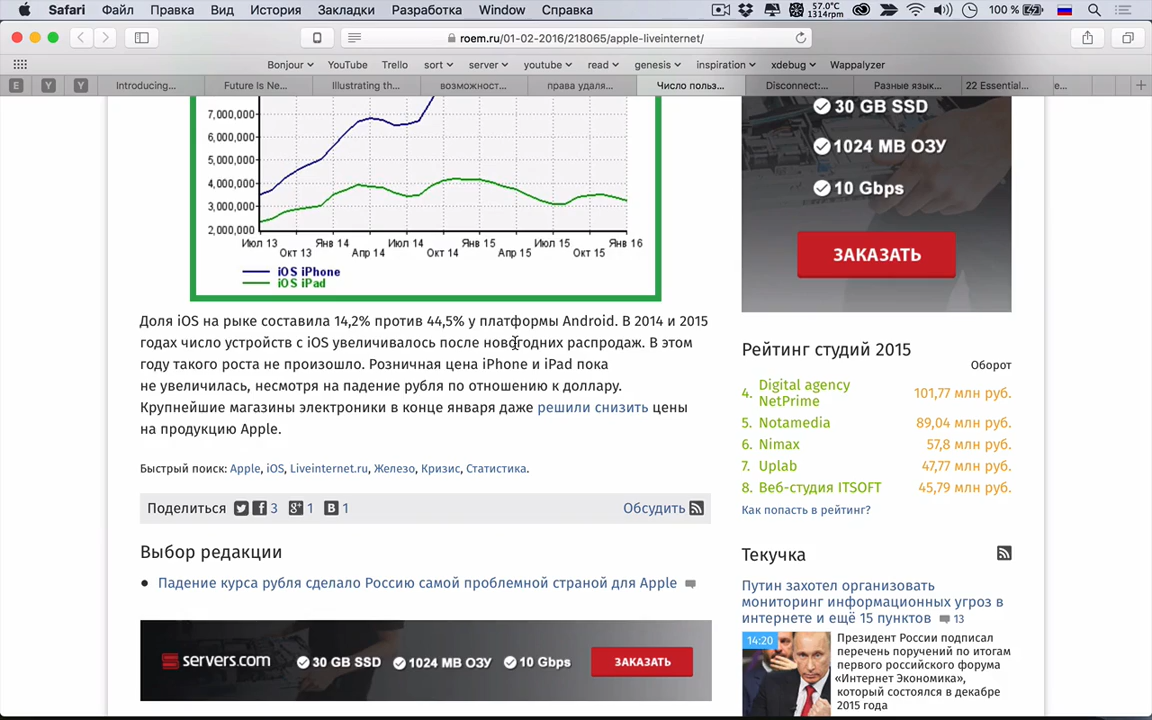 Safari Файл Правка Вид История Закладки Разработка Window Справка 57.0°C 1314rpm 100 %
roem.ru/01-02-2016/218065/apple-liveinternet/
Bonjour YouTube Trello sort server youtube read genesis inspiration xdebug Wappalyzer
E Y Y Introducing... Future Is Ne... Illustrating th... возможност... права удаля... Число польз... Disconnect:... Разные язык... 22 Essential... e...
7,000,000
6,000,000
5,000,000
4,000,000
3,000,000
2,000,000
Июл 13 Янв 14 Июл 14 Янв 15 Июл 15 Янв 16
Окт 13 Апр 14 Окт 14 Апр 15 Окт 15
iOS iPhone
iOS iPad
Доля iOS на рыке составила 14,2% против 44,5% у платформы Android. В 2014 и 2015
годах число устройств с iOS увеличивалось после новогодних распродаж. В этом
году такого роста не произошло. Розничная цена iPhone и iPad пока
не увеличилась, несмотря на падение рубля по отношению к доллару.
Крупнейшие магазины электроники в конце января даже решили снизить цены
на продукцию Apple.
Быстрый поиск: Apple, iOS, Liveinternet.ru, Железо, Кризис, Статистика.
Поделиться 3 g+ 1 B 1 Обсудить
Выбор редакции
Падение курса рубля сделало Россию самой проблемной страной для Apple
servers.com 30 GB SSD 1024 MB ОЗУ 10 Gbps ЗАКАЗАТЬ
30 GB SSD
1024 MB ОЗУ
10 Gbps
ЗАКАЗАТЬ
Рейтинг студий 2015
Оборот
4. Digital agency NetPrime 101,77 млн руб.
5. Notamedia 89,04 млн руб.
6. Nimax 57,8 млн руб.
7. Uplab 47,77 млн руб.
8. Веб-студия ITSOFT 45,79 млн руб.
Как попасть в рейтинг?
Текучка
Путин захотел организовать
мониторинг информационных угроз в
интернете и ещё 15 пунктов 13
14:20
Президент России подписал
перечень поручений по итогам
первого российского форума
«Интернет Экономика»,
который состоялся в декабре
2015 года